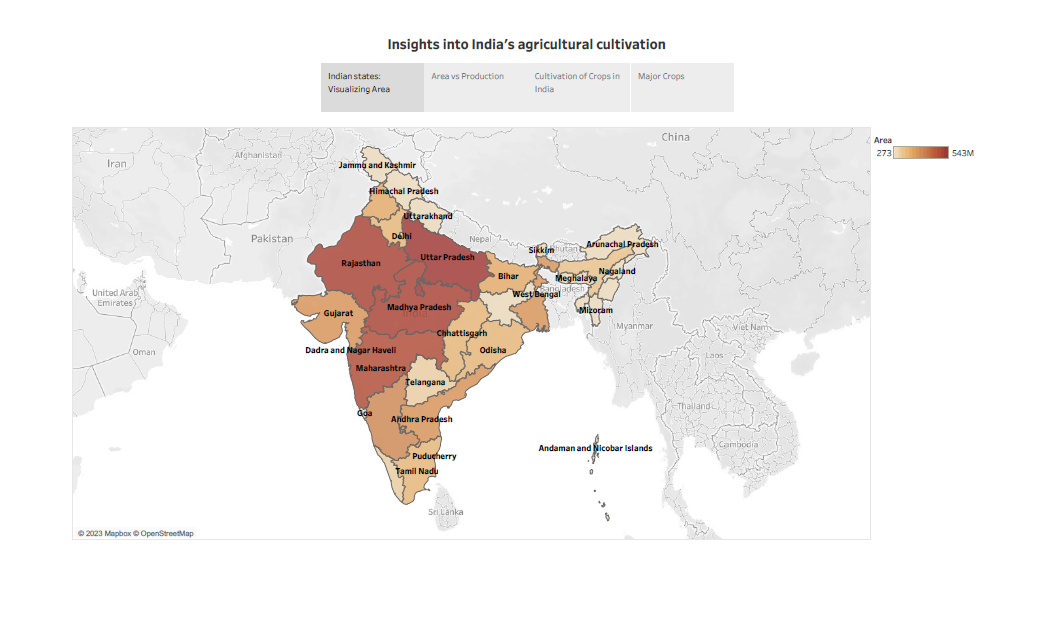 Insights into India's agricultural cultivation
Indian states:
Visualizing Area
Area vs Production
Cultivation of Crops in
India
Major Crops
China
Area
273
543M
Iran
Afghanistan
Jammu and Kashmir
Himachal Pradesh
Uttarakhand
Pakistan
Delhi
Nepal
Sikkim
Bhutan
Arunachal Pradesh
Rajasthan
Uttar Pradesh
Bihar
Meghalaya
Nagaland
United Arab
Emirates
West Bengal
Bangladesh
Madhya Pradesh
India
Gujarat
Mizoram
Myanmar
Viet Nam
Chhattisgarh
Oman
Dadra and Nagar Haveli
Odisha
Laos
Maharashtra
Telangana
Thailand
Goa
Andhra Pradesh
Cambodia
Andaman and Nicobar Islands
Puducherry
Tamil Nadu
Sri Lanka
© 2023 Mapbox © OpenStreetMap